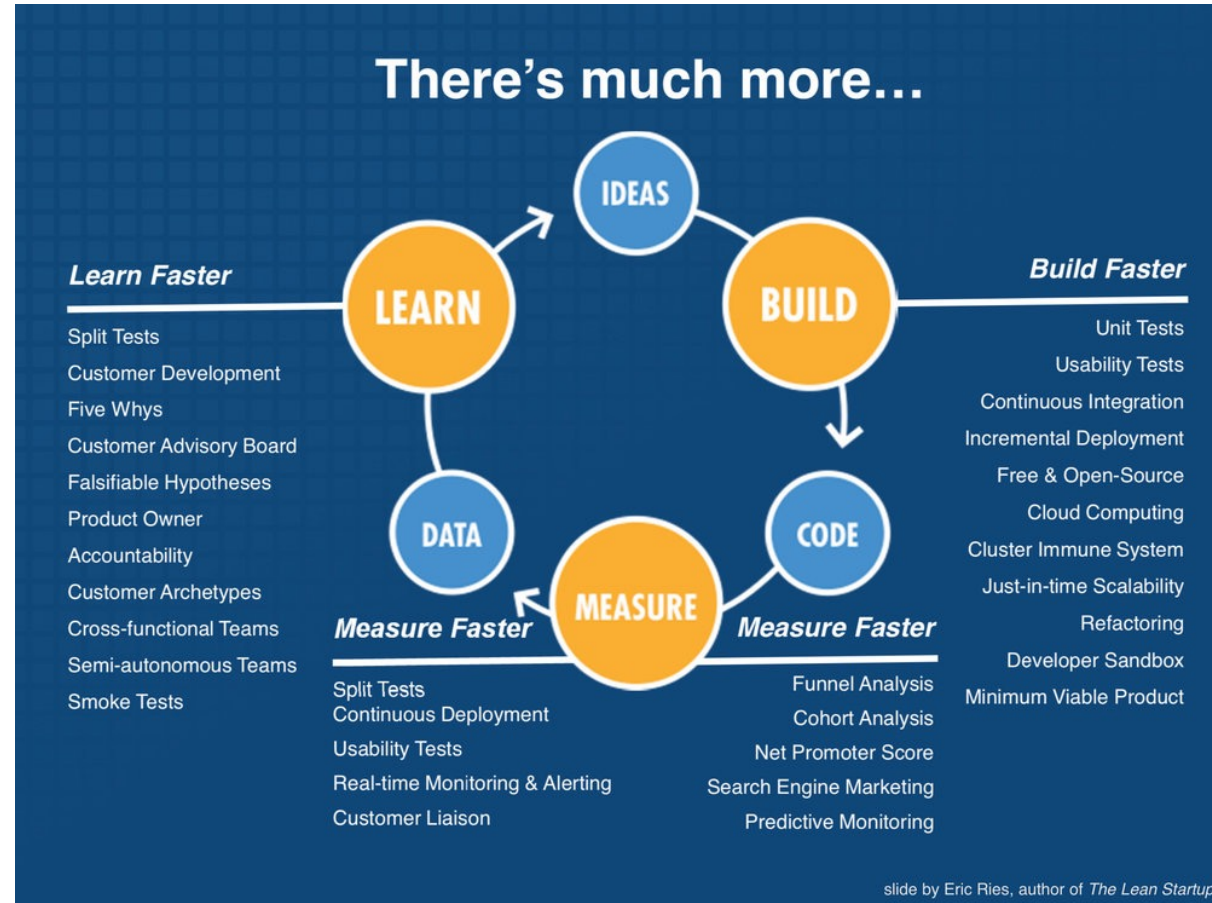 There’s much more…
IDEAS
LEARN
BUILD
DATA
CODE
MEASURE
Learn Faster
Split Tests
Customer Development
Five Whys
Customer Advisory Board
Falsifiable Hypotheses
Product Owner
Accountability
Customer Archetypes
Cross-functional Teams
Semi-autonomous Teams
Smoke Tests
Build Faster
Unit Tests
Usability Tests
Continuous Integration
Incremental Deployment
Free & Open-Source
Cloud Computing
Cluster Immune System
Just-in-time Scalability
Refactoring
Developer Sandbox
Minimum Viable Product
Measure Faster
Split Tests
Continuous Deployment
Usability Tests
Real-time Monitoring & Alerting
Customer Liaison
Measure Faster
Funnel Analysis
Cohort Analysis
Net Promoter Score
Search Engine Marketing
Predictive Monitoring
slide by Eric Ries, author of The Lean Startup